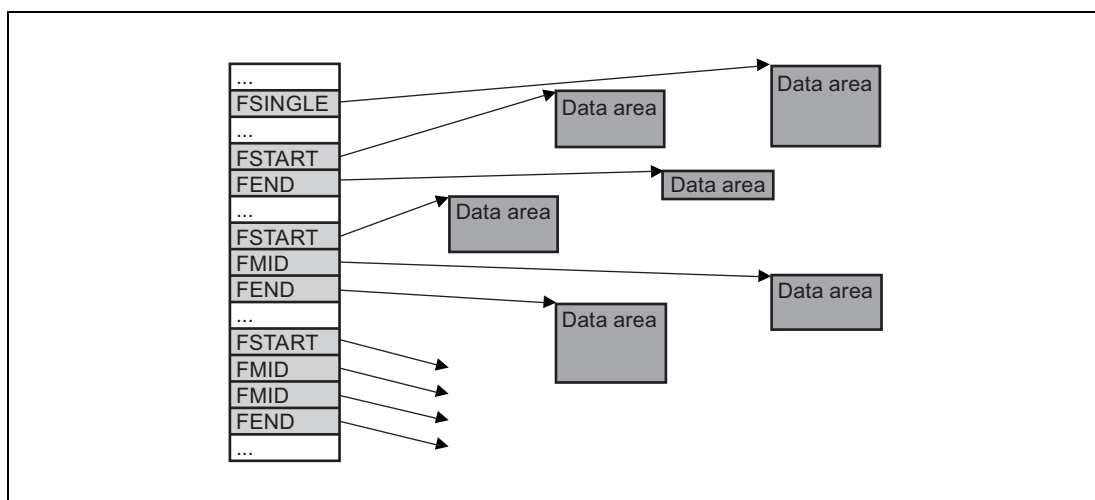 ...
FSINGLE
...
FSTART
FEND
...
FSTART
FMID
FEND
...
FSTART
FMID
FMID
FEND
...
Data area
Data area
Data area
Data area
Data area
Data area